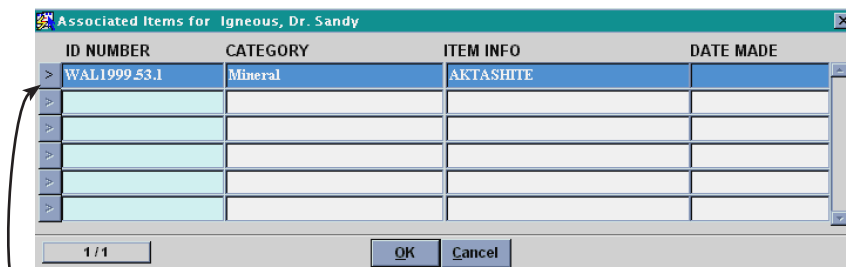 Associated Items for Igneous, Dr. Sandy
ID NUMBER CATEGORY ITEM INFO DATE MADE
> WAL1999.53.1 Mineral AKTASHITE
>
>
>
>
>
1 / 1 OK Cancel